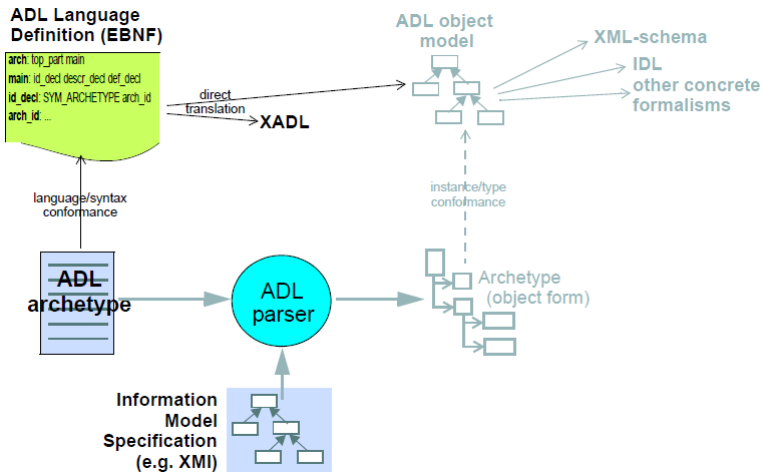 ADL Language
Definition (EBNF)
arch: top_part main
main: id_decl descr_decl def_decl
id_decl: SYM_ARCHETYPE arch_id
arch_id: ...
ADL object
model
XML-schema
IDL
other concrete
formalisms
direct
translation
XADL
language/syntax
conformance
instance/type
conformance
ADL
archetype
ADL
parser
Archetype
(object form)
Information
Model
Specification
(e.g. XMI)